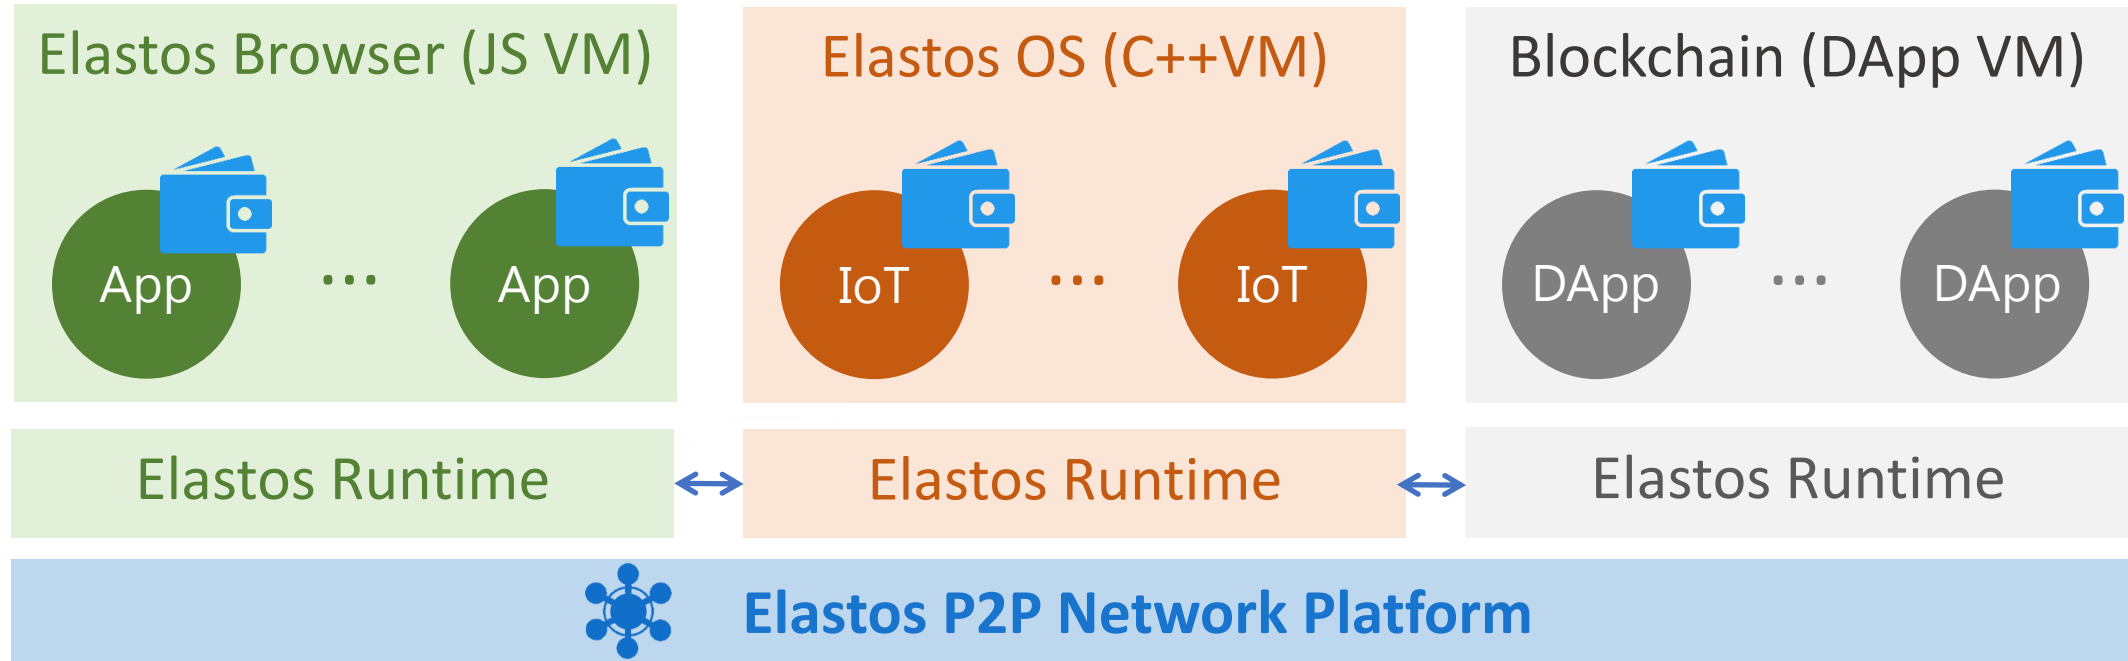 Elastos Browser (JS VM)
Elastos OS (C++VM)
Blockchain (DApp VM)
App
...
App
IoT
...
IoT
DApp
...
DApp
Elastos Runtime
Elastos Runtime
Elastos Runtime
Elastos P2P Network Platform